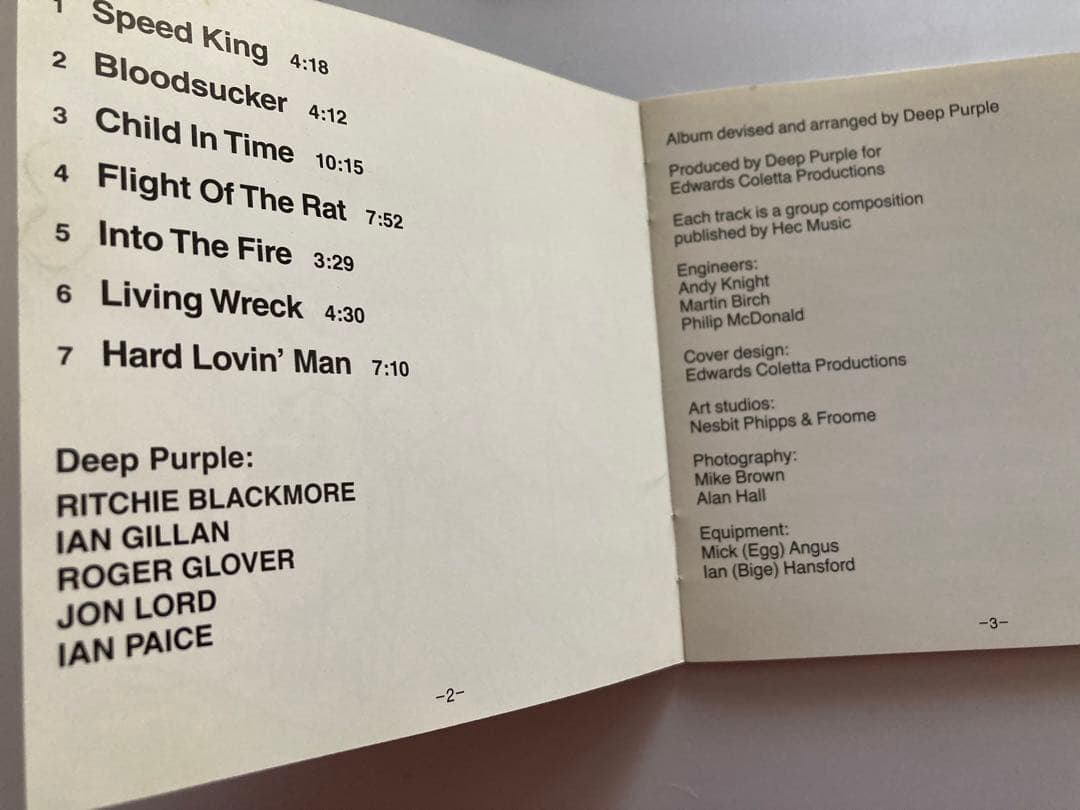 1 Speed King 4:18
2 Bloodsucker 4:12
3 Child In Time 10:15
4 Flight Of The Rat 7:52
5 Into The Fire 3:29
6 Living Wreck 4:30
7 Hard Lovin’ Man 7:10
Deep Purple:
RITCHIE BLACKMORE
IAN GILLAN
ROGER GLOVER
JON LORD
IAN PAICE
–2–
Album devised and arranged by Deep Purple
Produced by Deep Purple for
Edwards Coletta Productions
Each track is a group composition
published by Hec Music
Engineers:
Andy Knight
Martin Birch
Philip McDonald
Cover design:
Edwards Coletta Productions
Art studios:
Nesbit Phipps & Froome
Photography:
Mike Brown
Alan Hall
Equipment:
Mick (Egg) Angus
Ian (Bige) Hansford
–3–